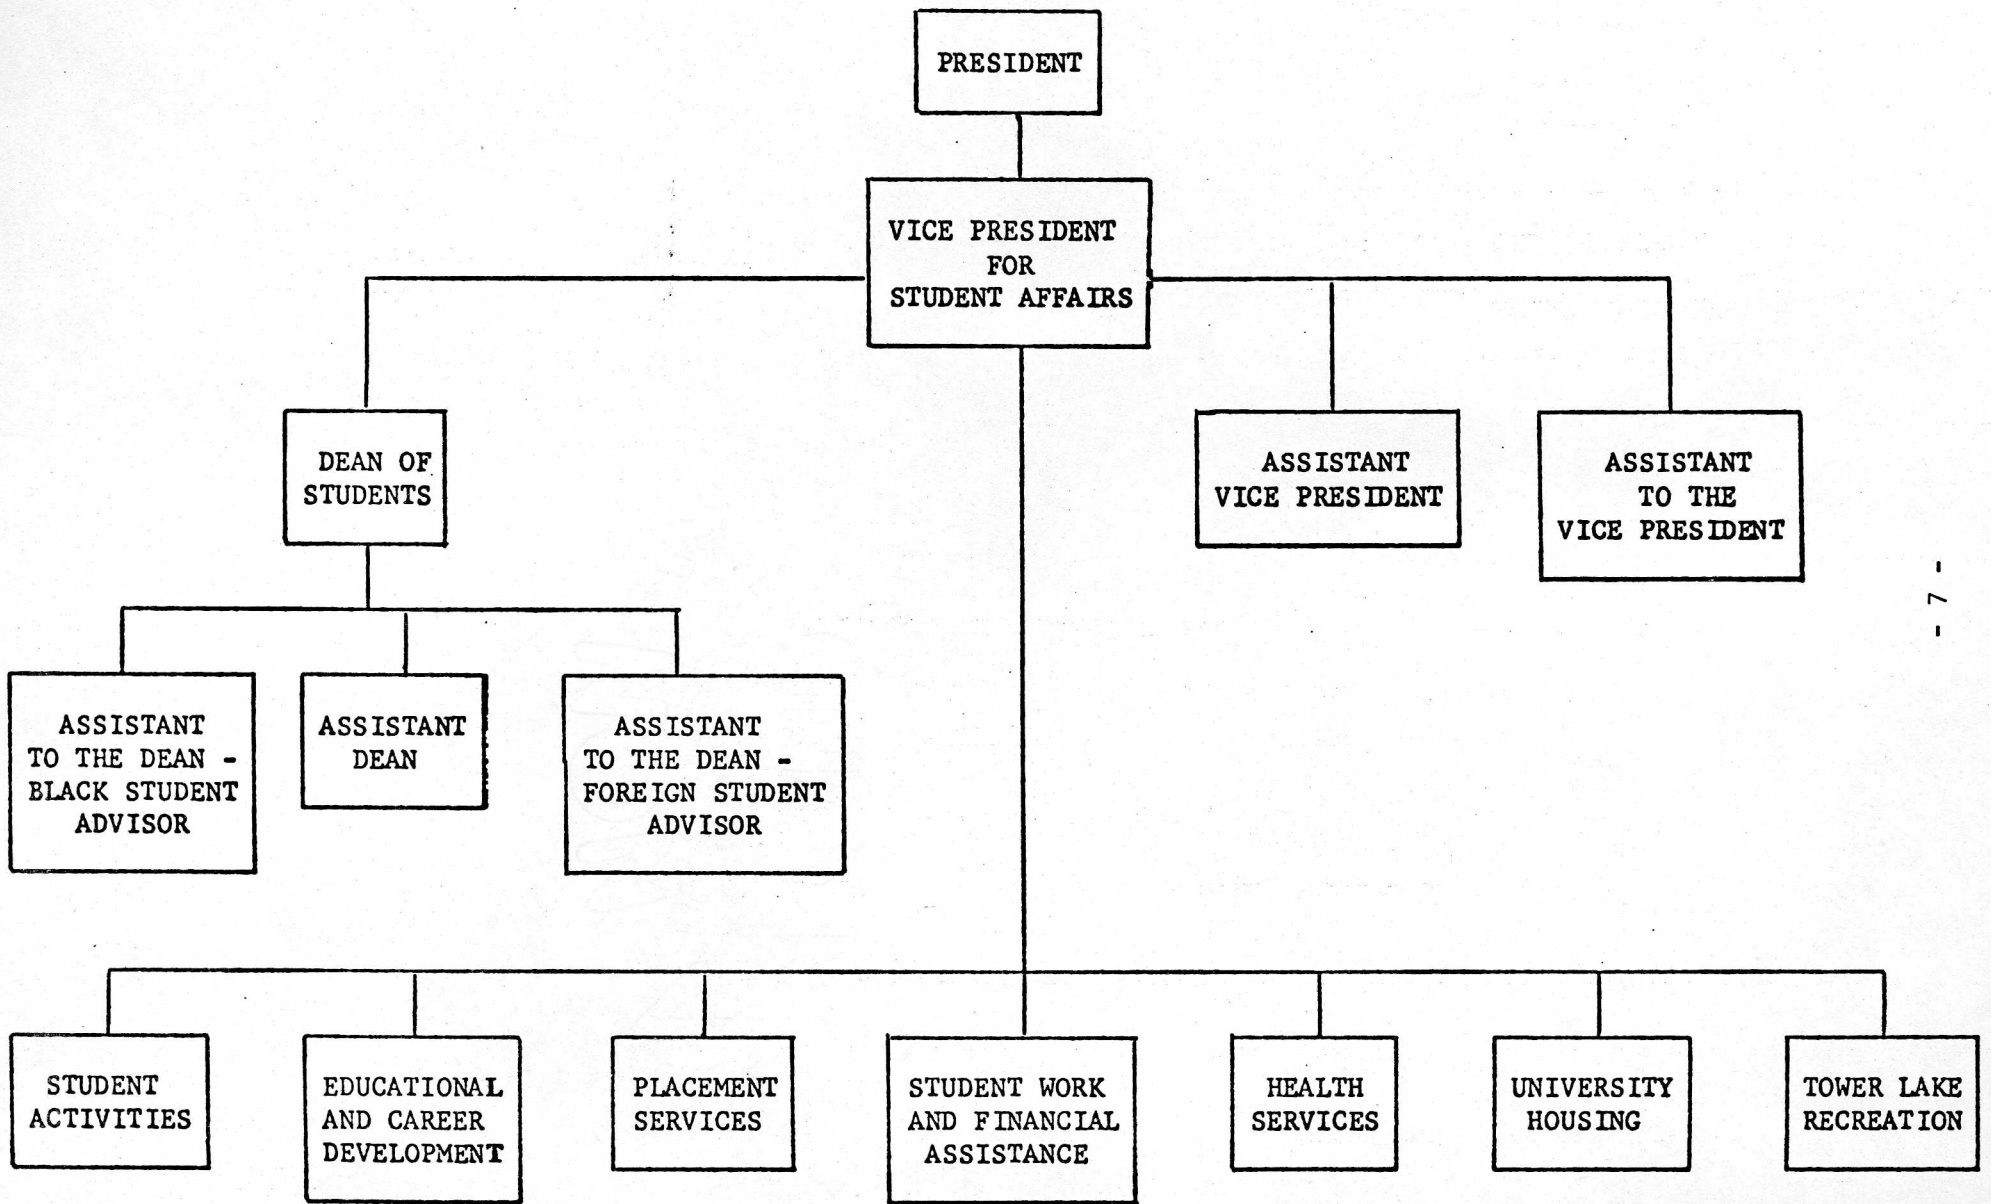 PRESIDENT
VICE PRESIDENT
FOR
STUDENT AFFAIRS
DEAN OF
STUDENTS
ASSISTANT
VICE PRESIDENT
ASSISTANT
TO THE
VICE PRESIDENT
- 7 -
ASSISTANT
TO THE DEAN -
BLACK STUDENT
ADVISOR
ASSISTANT
DEAN
ASSISTANT
TO THE DEAN -
FOREIGN STUDENT
ADVISOR
STUDENT
ACTIVITIES
EDUCATIONAL
AND CAREER
DEVELOPMENT
PLACEMENT
SERVICES
STUDENT WORK
AND FINANCIAL
ASSISTANCE
HEALTH
SERVICES
UNIVERSITY
HOUSING
TOWER LAKE
RECREATION